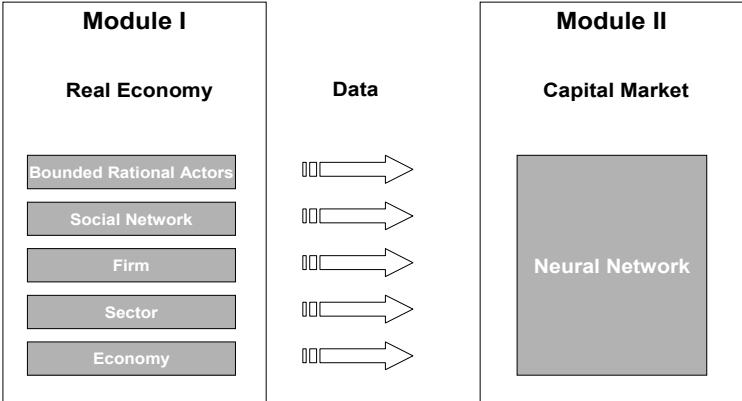 Module I
Module II
Real Economy
Data
Capital Market
Bounded Rational Actors
Social Network
Firm
Sector
Economy
Neural Network